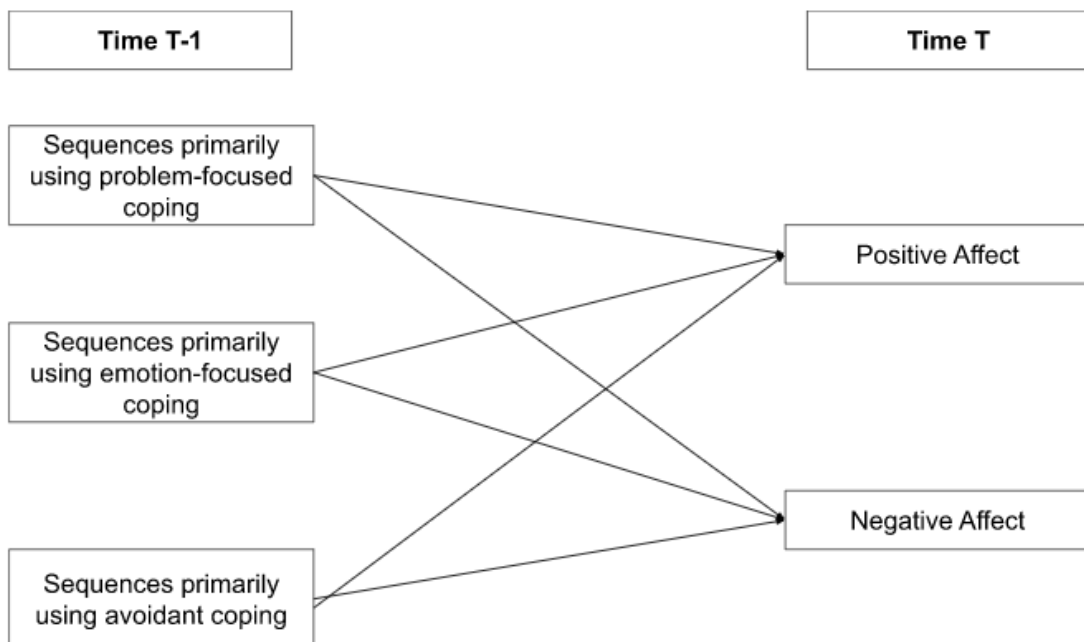 Time T-1
Time T
Sequences primarily
using problem-focused
coping
Positive Affect
Sequences primarily
using emotion-focused
coping
Negative Affect
Sequences primarily
using avoidant coping